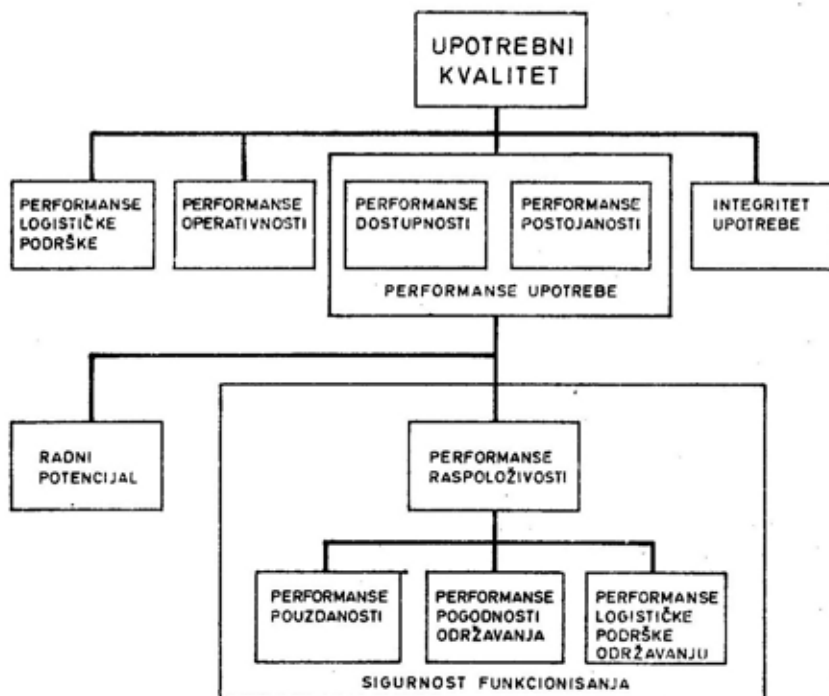 UPOTREBNI
KVALITET
PERFORMANSE
LOGISTIČKE
PODRŠKE
PERFORMANSE
OPERATIVNOSTI
PERFORMANSE
DOSTUPNOSTI
PERFORMANSE
POSTOJANOSTI
INTEGRITET
UPOTREBE
PERFORMANSE UPOTREBE
RADNI
POTENCIJAL
PERFORMANSE
RASPOLOŽIVOSTI
PERFORMANSE
POUZDANOSTI
PERFORMANSE
POGODNOSTI
ODRŽAVANJA
PERFORMANSE
LOGISTIČKE
PODRŠKE
ODRŽAVANJU
SIGURNOST FUNKCIONISANJA